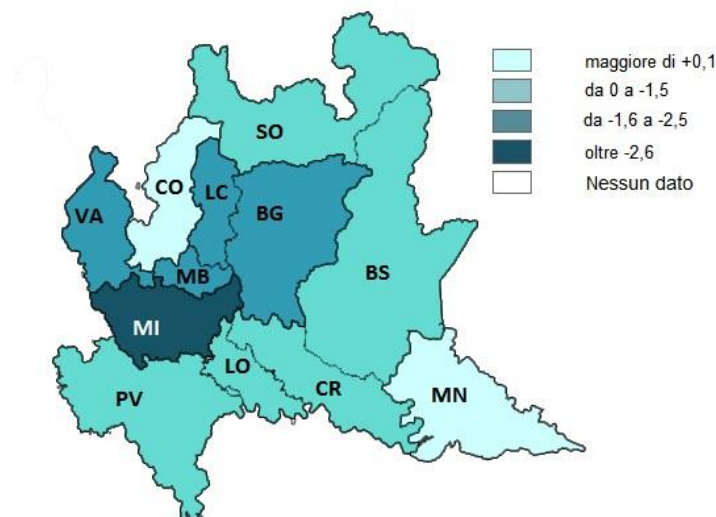 maggiore di +0,1
da 0 a -1,5
da -1,6 a -2,5
oltre -2,6
Nessun dato
SO
CO
LC
VA
BG
MB
BS
MI
LO
CR
PV
MN